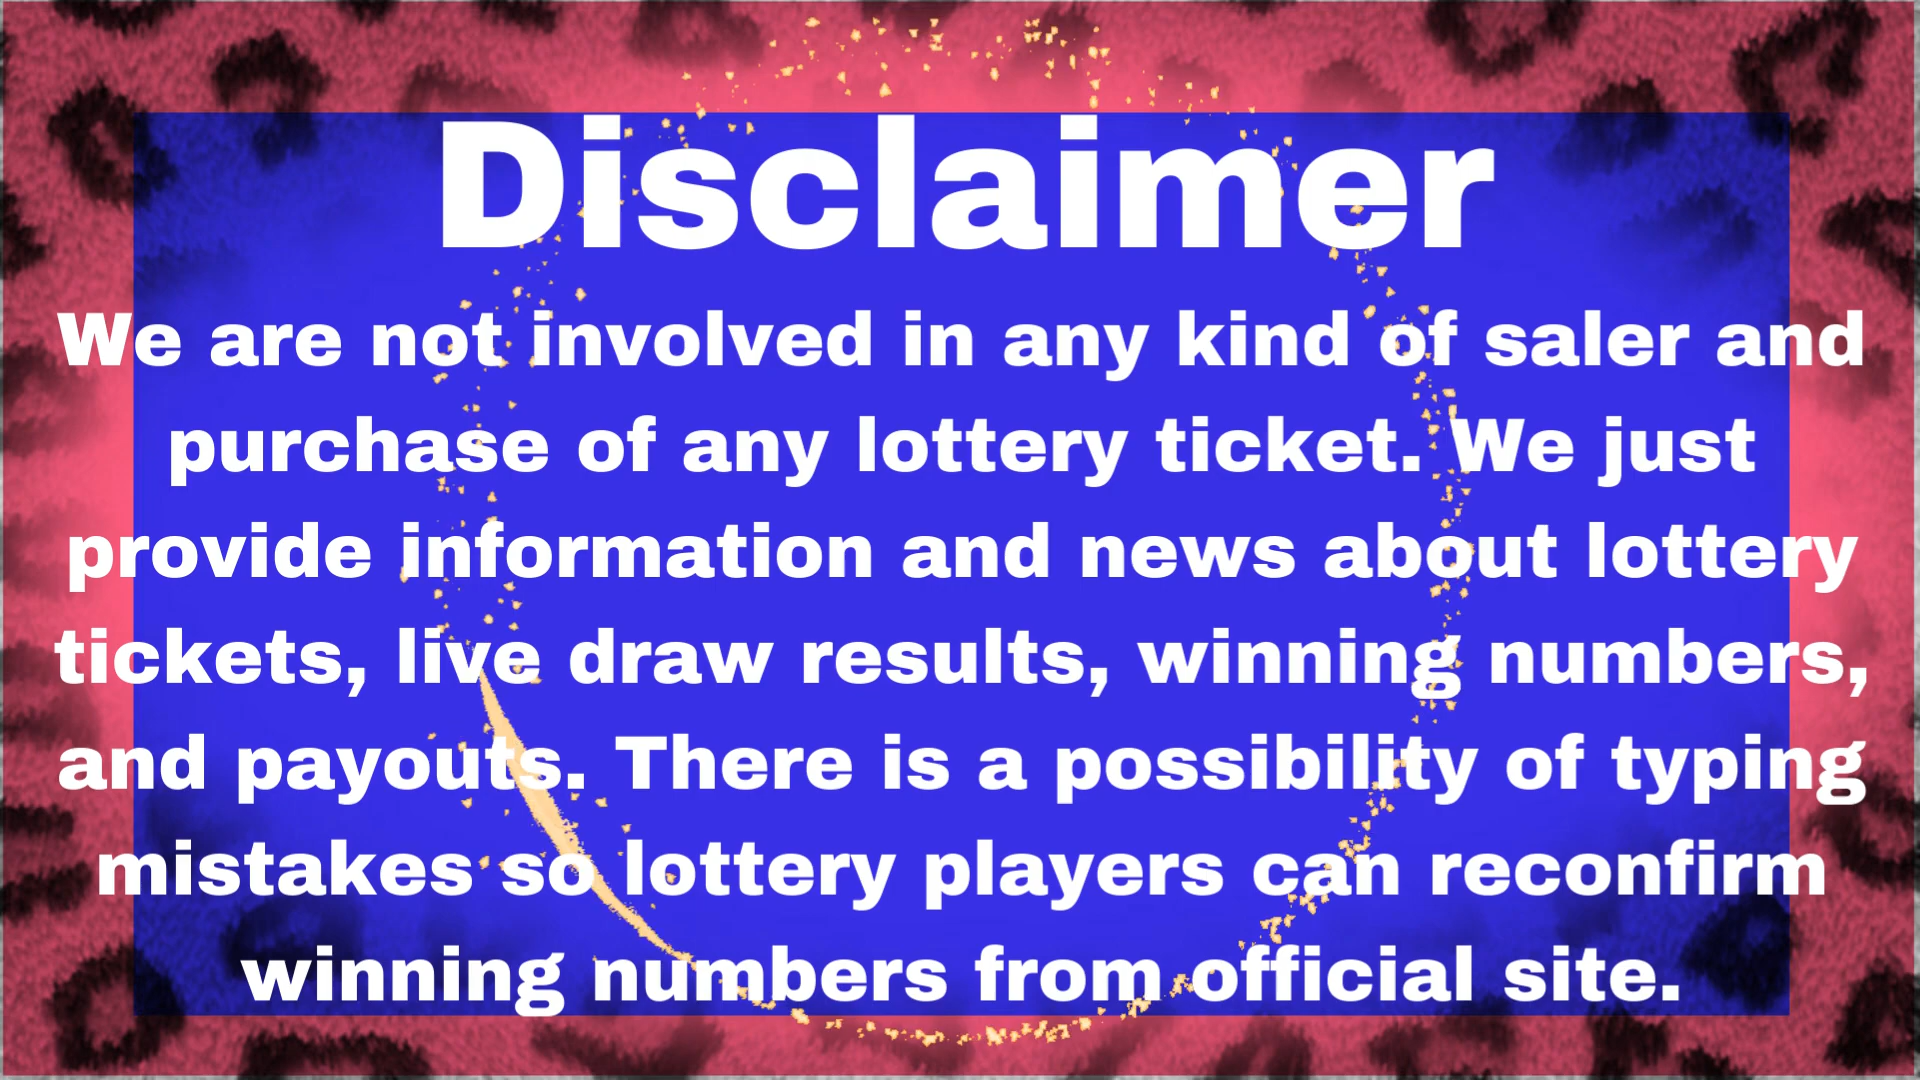 Disclaimer
We are not involved in any kind of saler and
purchase of any lottery ticket. We just
provide information and news about lottery
tickets, live draw results, winning numbers,
and payouts. There is a possibility of typing
mistakes so lottery players can reconfirm
winning numbers from official site.